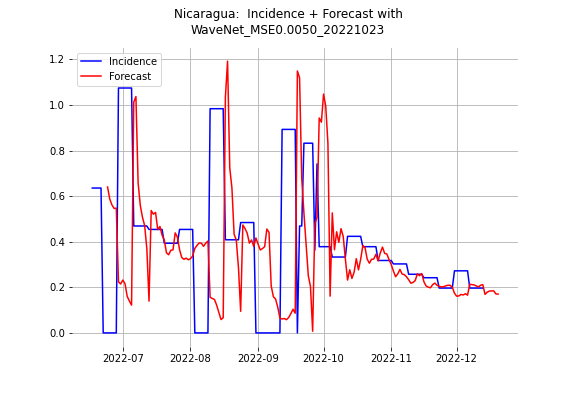 Nicaragua:  Incidence + Forecast with
WaveNet_MSE0.0050_20221023
Incidence
Forecast
1.2
1.0
0.8
0.6
0.4
0.2
0.0
2022-07 2022-08 2022-09 2022-10 2022-11 2022-12